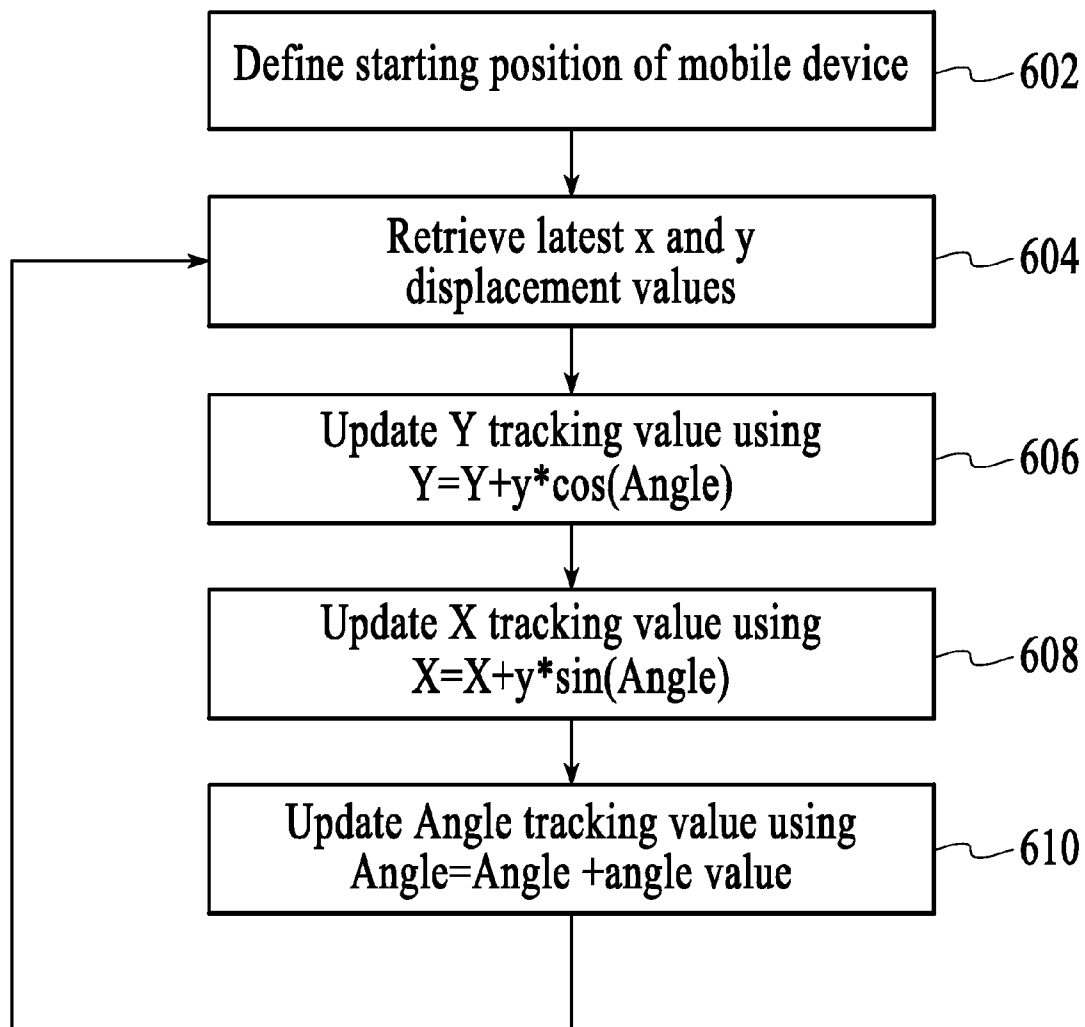 Define starting position of mobile device
602
Retrieve latest x and y
displacement values
604
Update Y tracking value using
Y=Y+y*cos(Angle)
606
Update X tracking value using
X=X+y*sin(Angle)
608
Update Angle tracking value using
Angle=Angle +angle value
610